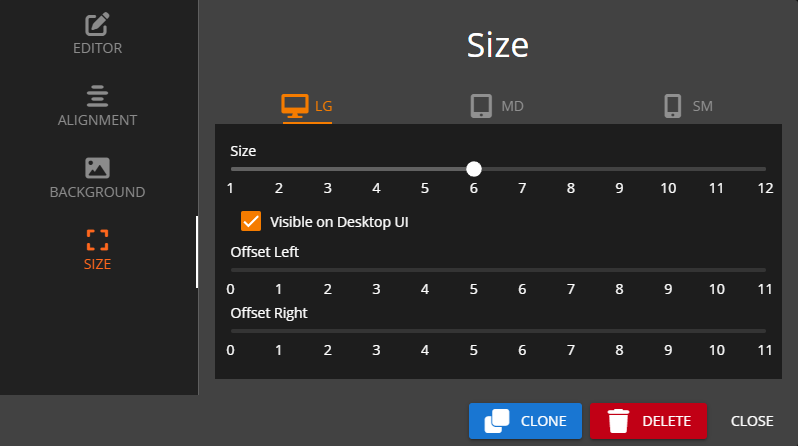 EDITOR
ALIGNMENT
BACKGROUND
SIZE
Size
LG MD SM
Size
1 2 3 4 5 6 7 8 9 10 11 12
Visible on Desktop UI
Offset Left
0 1 2 3 4 5 6 7 8 9 10 11
Offset Right
0 1 2 3 4 5 6 7 8 9 10 11
CLONE DELETE CLOSE